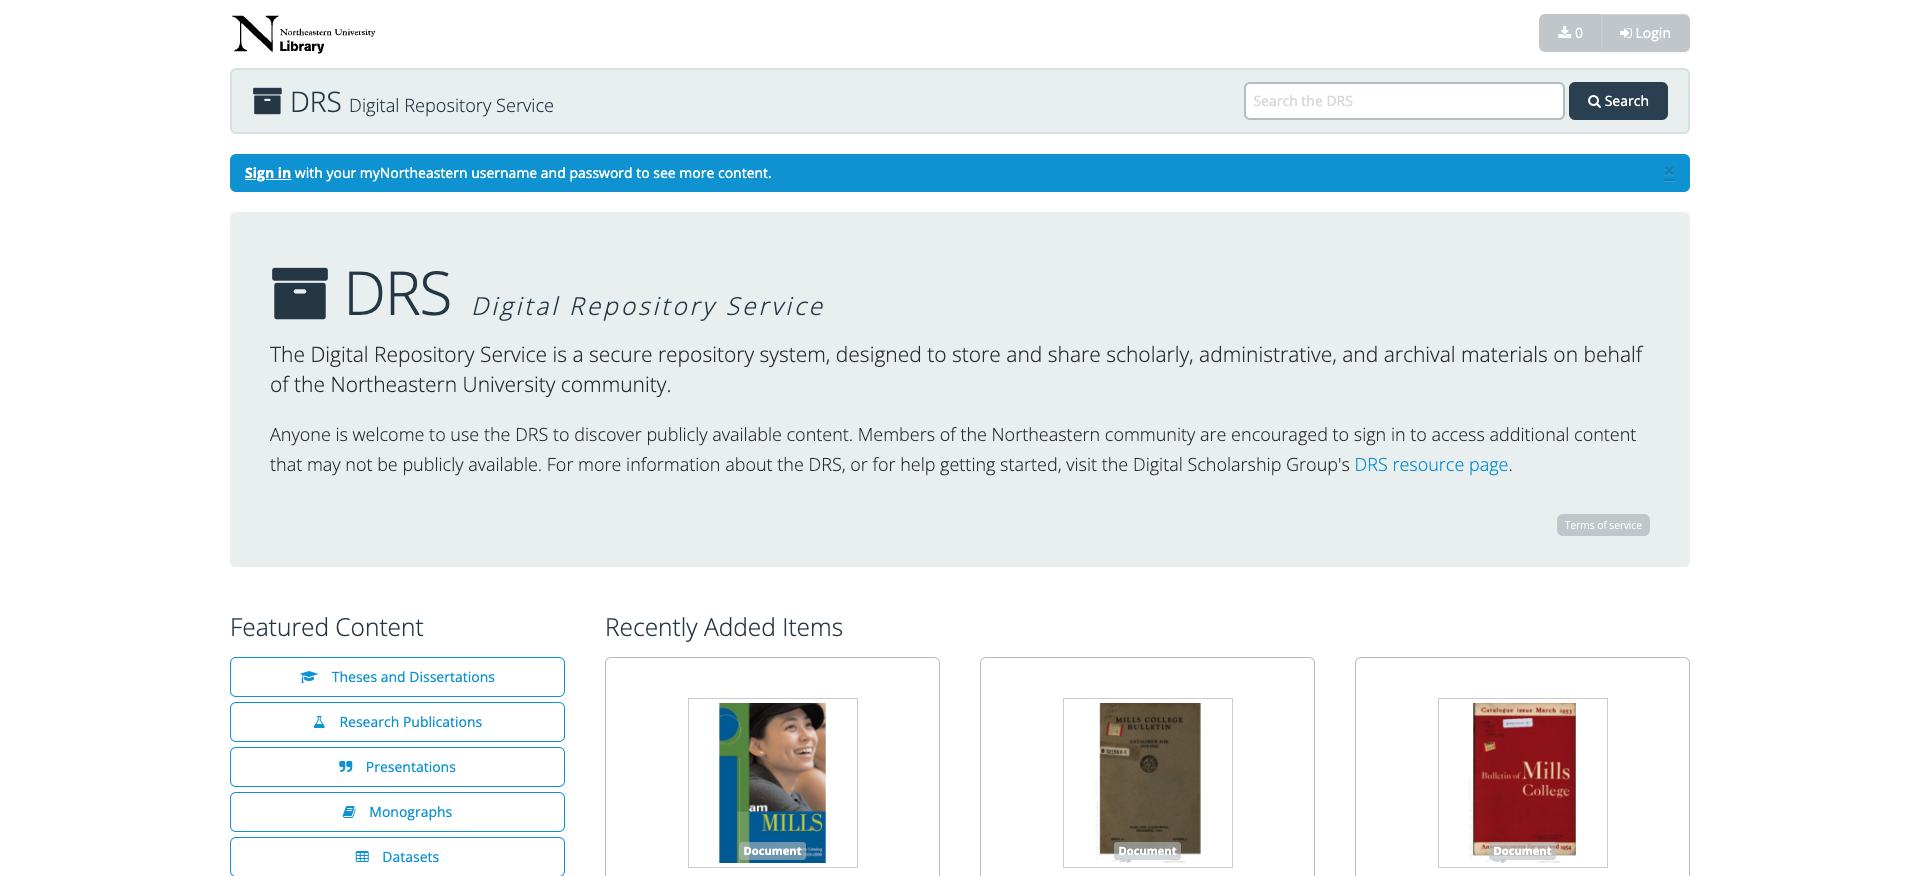 Northeastern University
Library
0
Login
DRS Digital Repository Service
Search the DRS
Search
Sign in with your myNortheastern username and password to see more content.
×
DRS Digital Repository Service
The Digital Repository Service is a secure repository system, designed to store and share scholarly, administrative, and archival materials on behalf
of the Northeastern University community.
Anyone is welcome to use the DRS to discover publicly available content. Members of the Northeastern community are encouraged to sign in to access additional content
that may not be publicly available. For more information about the DRS, or for help getting started, visit the Digital Scholarship Group's DRS resource page.
Terms of service
Featured Content
Theses and Dissertations
Research Publications
Presentations
Monographs
Datasets
Recently Added Items
am
MILLS
Document
MILLS COLLEGE
BULLETIN
Document
Catalogue issue March 1953
Bulletin of Mills
College
Document